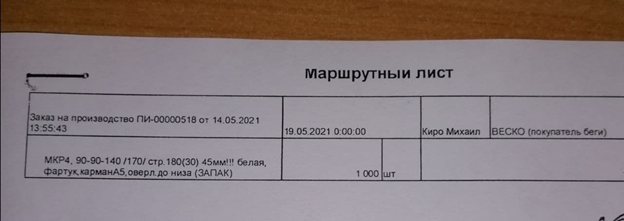 Маршрутный лист
Заказ на производство ПИ-00000518 от 14.05.2021
13:55:43
19.05.2021 0:00:00
Киро Михаил
ВЕСКО (покупатель беги)
МКР4, 90-90-140 /170/ стр.180(30) 45мм!!! белая,
фартук,карманА5,оверл.до низа (ЗАПАК)
1 000 шт